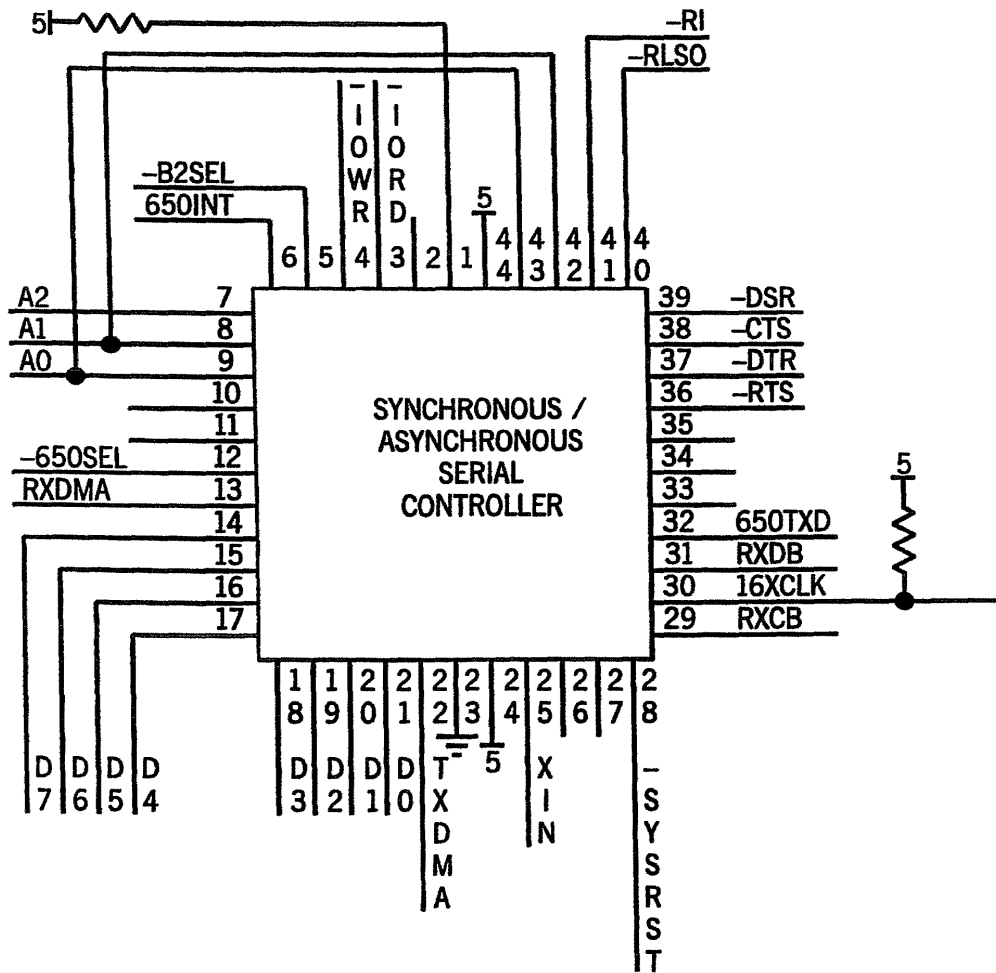 5
-RI
-RLSO
-IOWR
-IORD
-B2SEL
650INT
5
6 5 4 3 2 1 44 43 42 41 40
A2 7
A1 8
A0 9
10
11
-650SEL 12
RXDMA 13
14
15
16
17
SYNCHRONOUS /
ASYNCHRONOUS
SERIAL
CONTROLLER
39 -DSR
38 -CTS
37 -DTR
36 -RTS
35
34
33
32 650TXD
31 RXDB
30 16XCLK
29 RXCB
5
18 19 20 21 22 23 24 25 26 27 28
D7 D6 D5 D4
D3 D2 D1 D0
TXDMA
5
XIN
-SYSRST